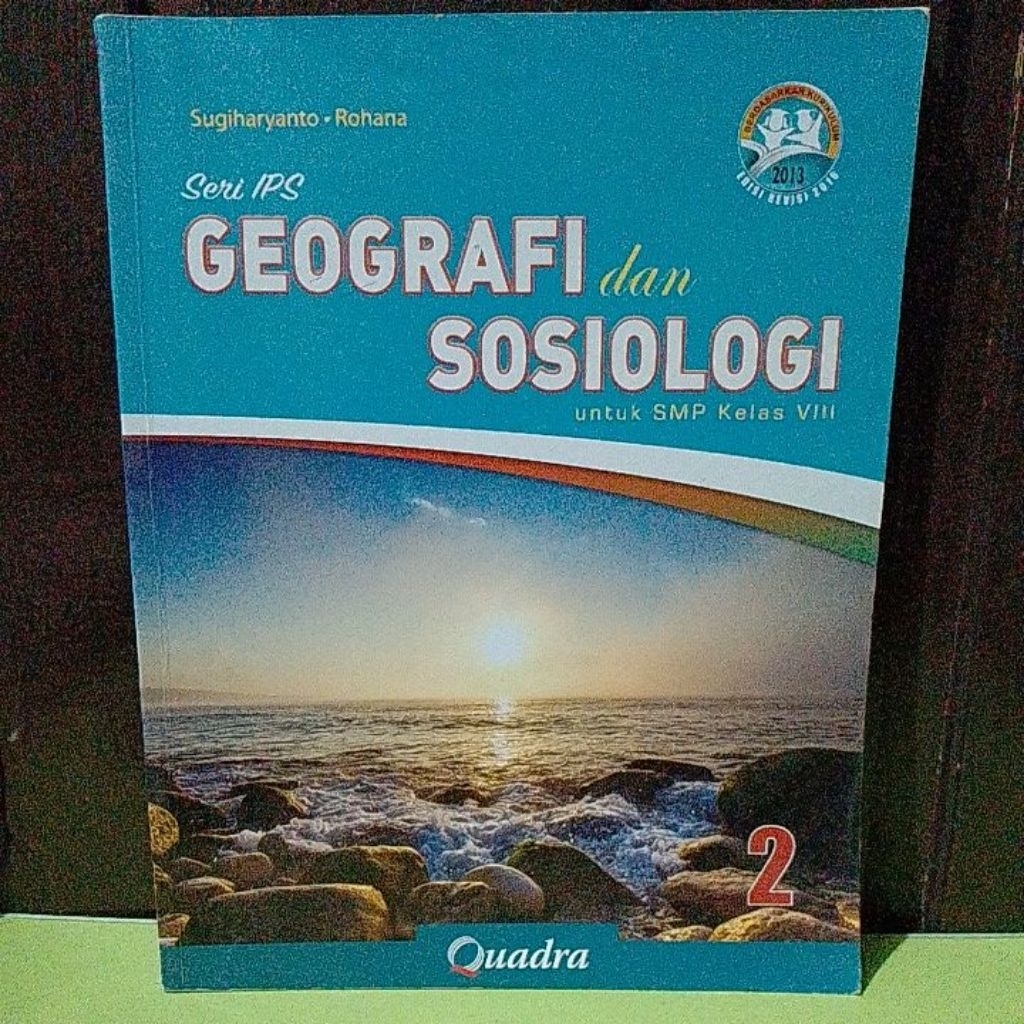 Sugiharyanto • Rohana
BERDASARKAN KURIKULUM
2013
EDISI REVISI 2016
Seri IPS
GEOGRAFI dan
SOSIOLOGI
untuk SMP Kelas VIII
2
Quadra